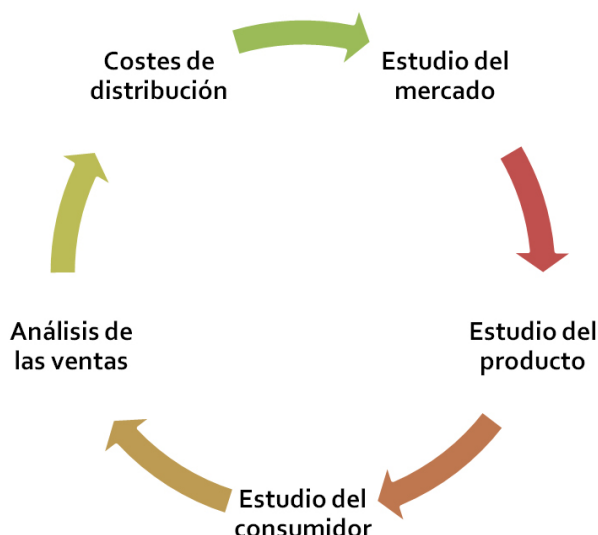 Costes de
distribución
Estudio del
mercado
Estudio del
producto
Estudio del
consumidor
Análisis de
las ventas